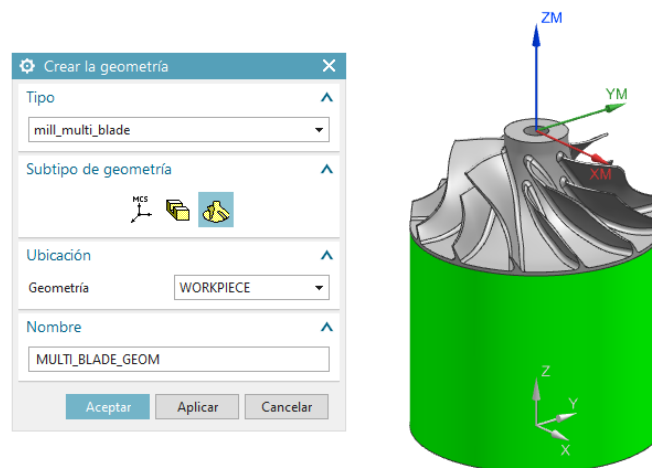 Crear la geometría
Tipo
mill_multi_blade
Subtipo de geometría
MCS
Ubicación
Geometría WORKPIECE
Nombre
MULTI_BLADE_GEOM
Aceptar Aplicar Cancelar
ZM
YM
XM
Z
Y
X